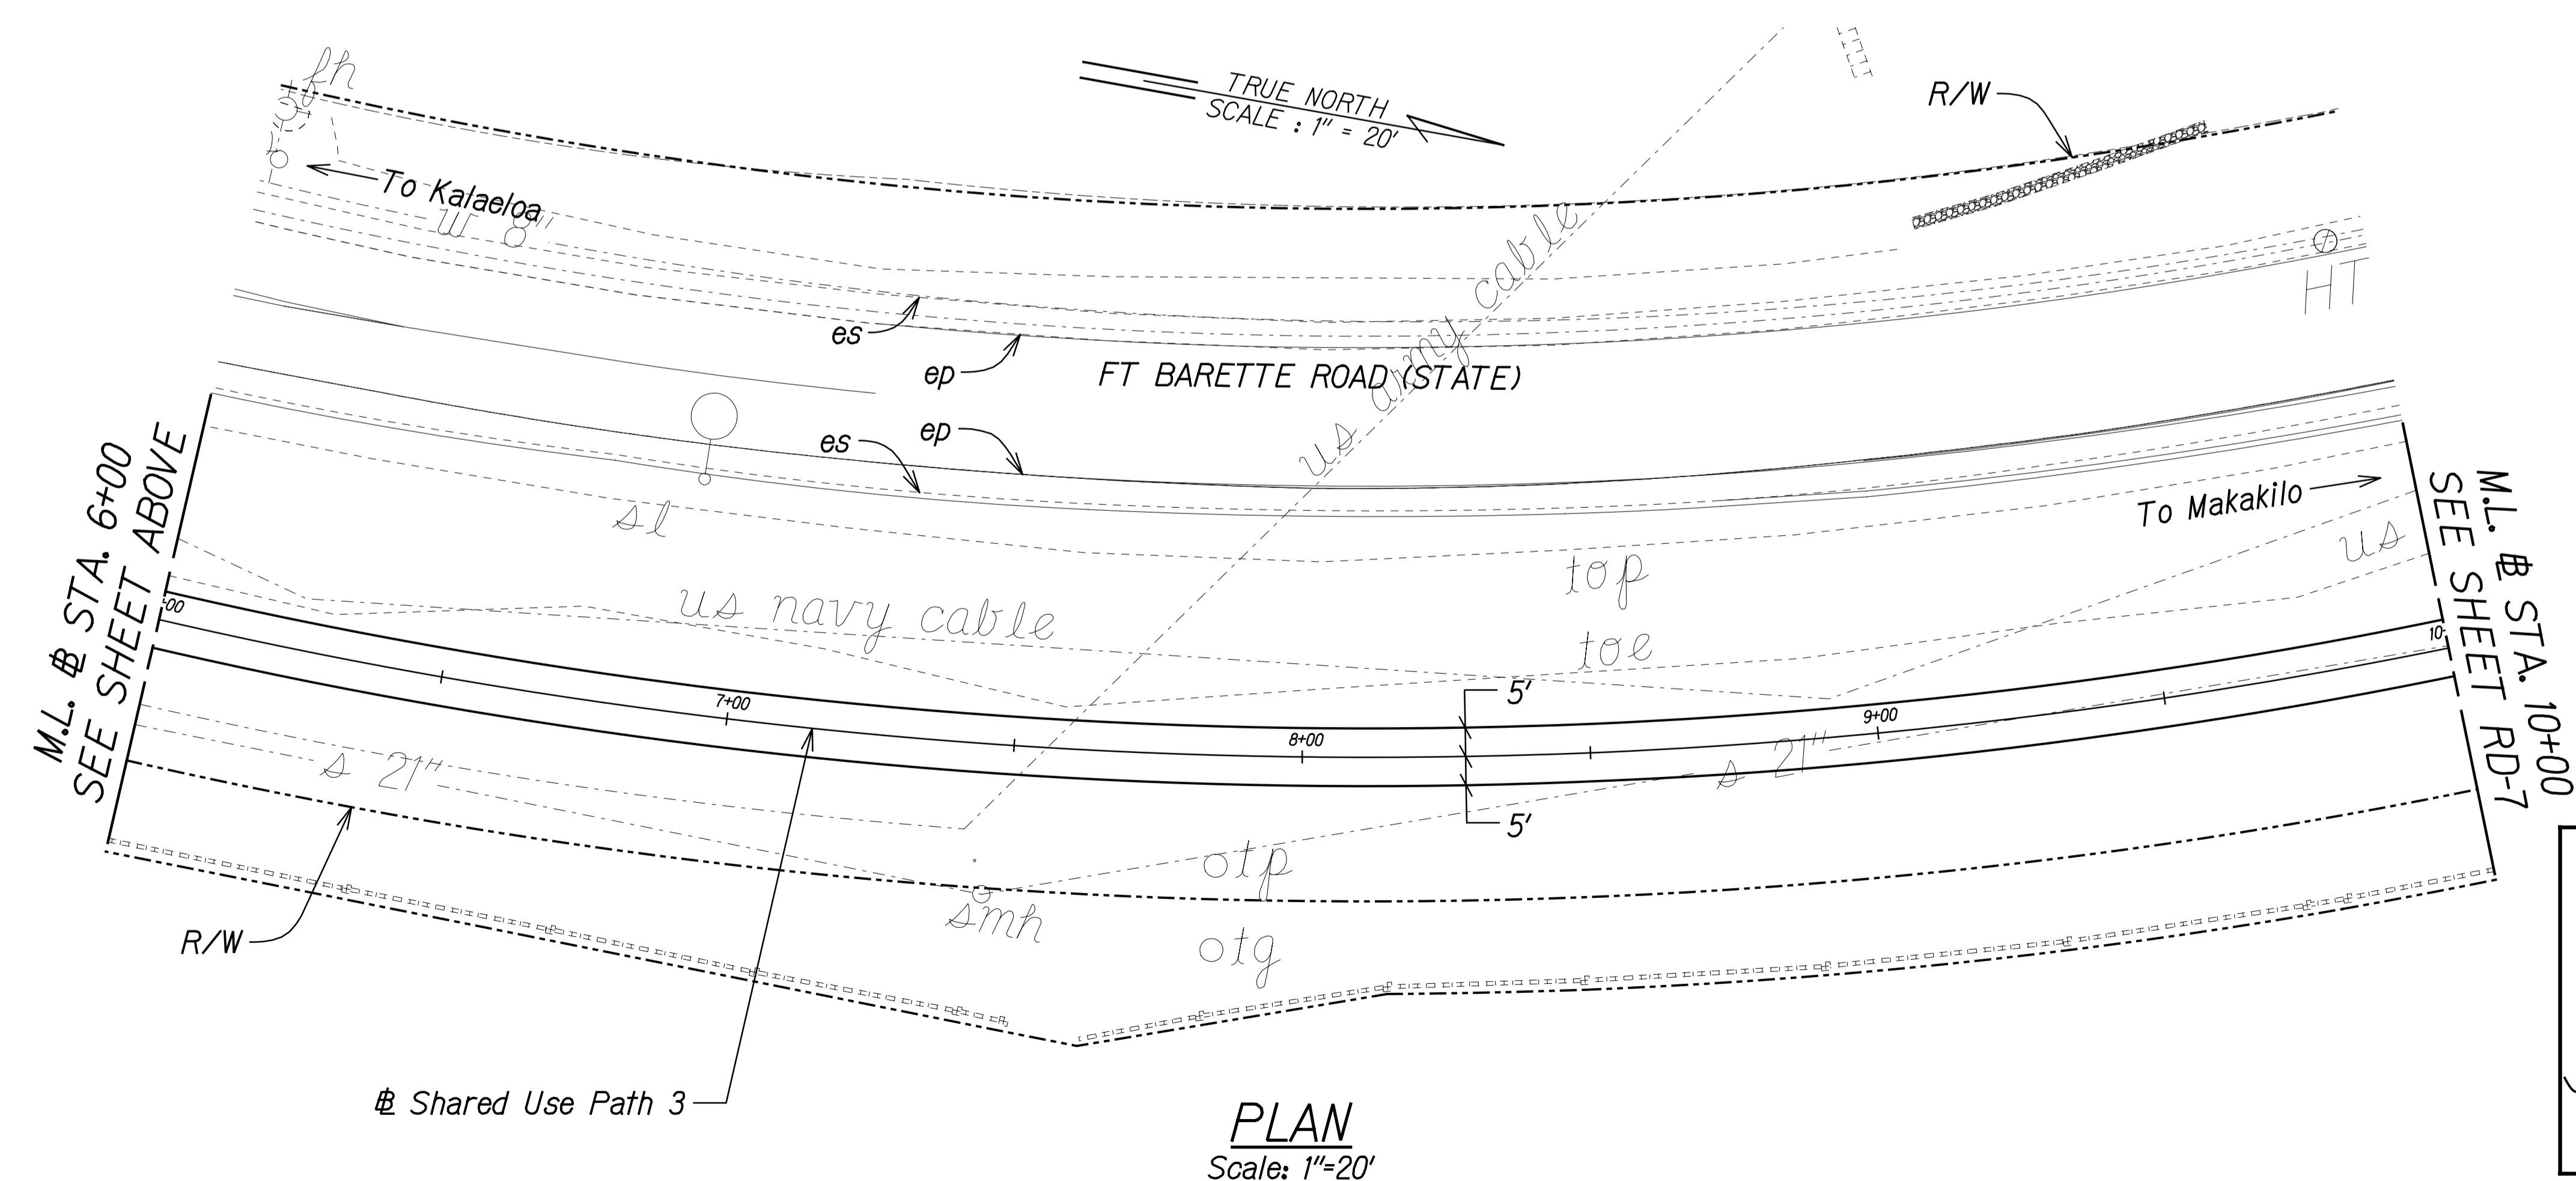 fh
TRUE NORTH
SCALE : 1" = 20'
R/W
To Kalaeloa
w 8"
us army cable
HT
es
ep
FT BARETTE ROAD (STATE)
es
ep
M.L. ⅊ STA. 6+00
SEE SHEET ABOVE
sl
To Makakilo
us
M.L. ⅊ STA. 10+00
SEE SHEET RD-7
top
us navy cable
toe
-00
10-
5'
7+00
8+00
9+00
s 21"
s 21"
5'
otp
smh
otg
R/W
⅊ Shared Use Path 3
PLAN
Scale: 1"=20'